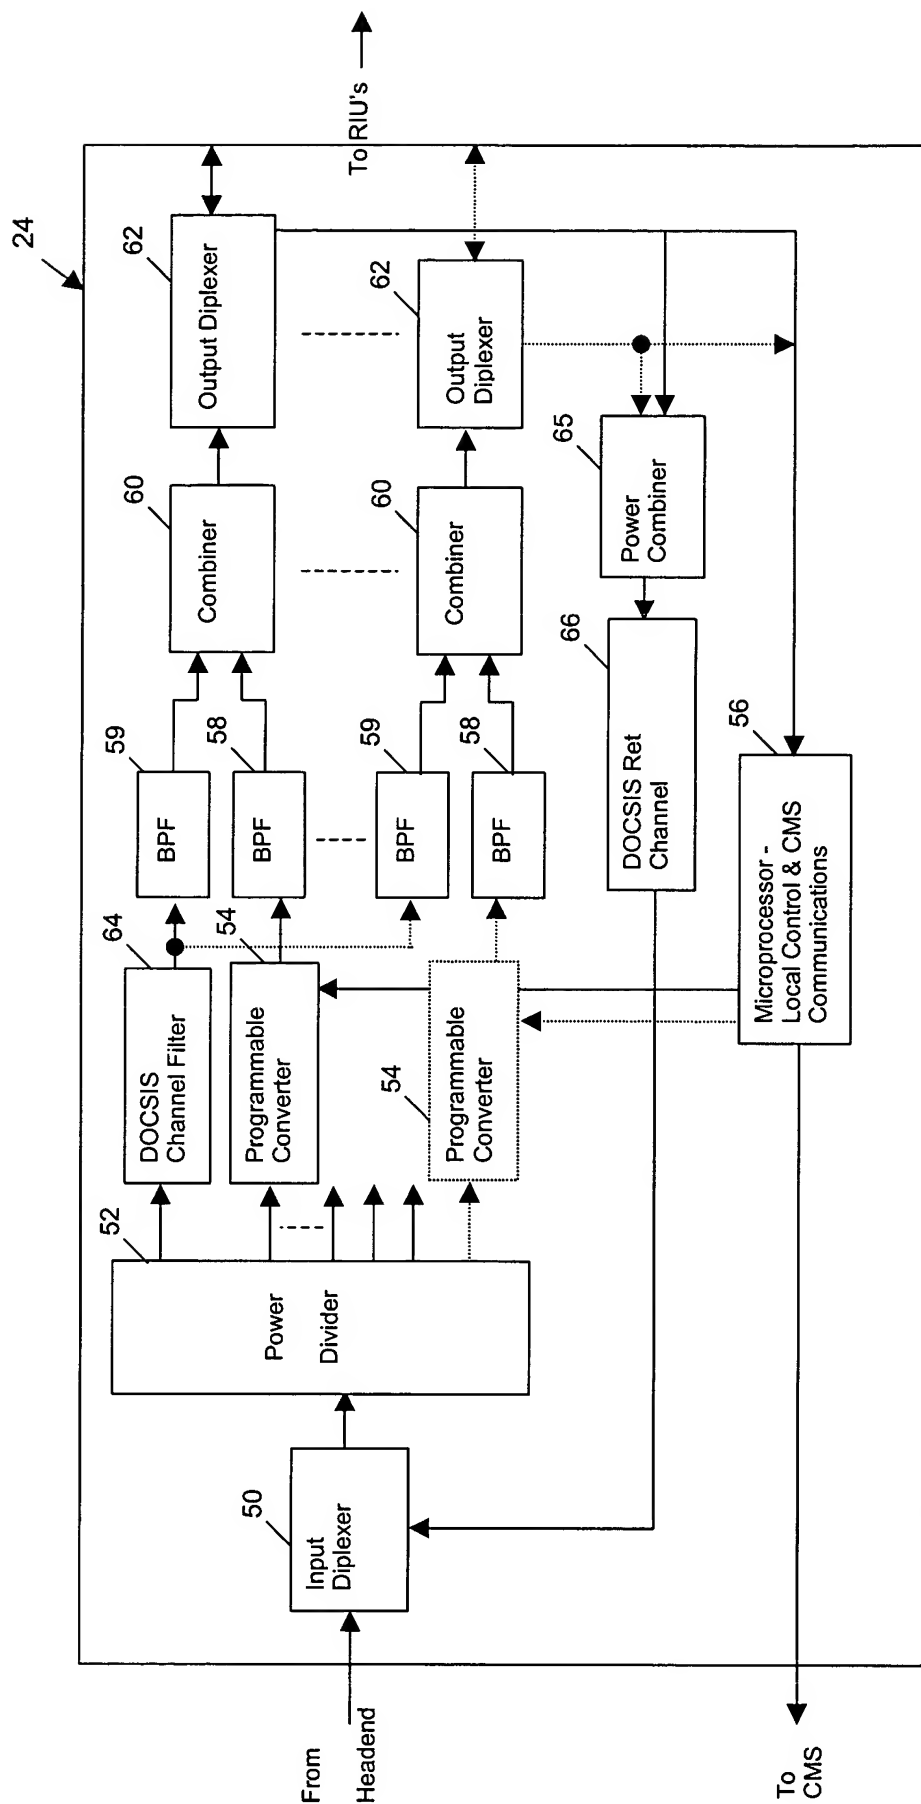 24
To RIU's
62
Output Diplexer
62
Output
Diplexer
60
Combiner
60
Combiner
65
Power
Combiner
59
BPF
58
BPF
59
BPF
58
BPF
66
DOCSIS Ret
Channel
56
Microprocessor -
Local Control & CMS
Communications
64
DOCSIS
Channel Filter
54
Programmable
Converter
54
Programmable
Converter
52
Power
Divider
50
Input
Diplexer
From
Headend
To
CMS